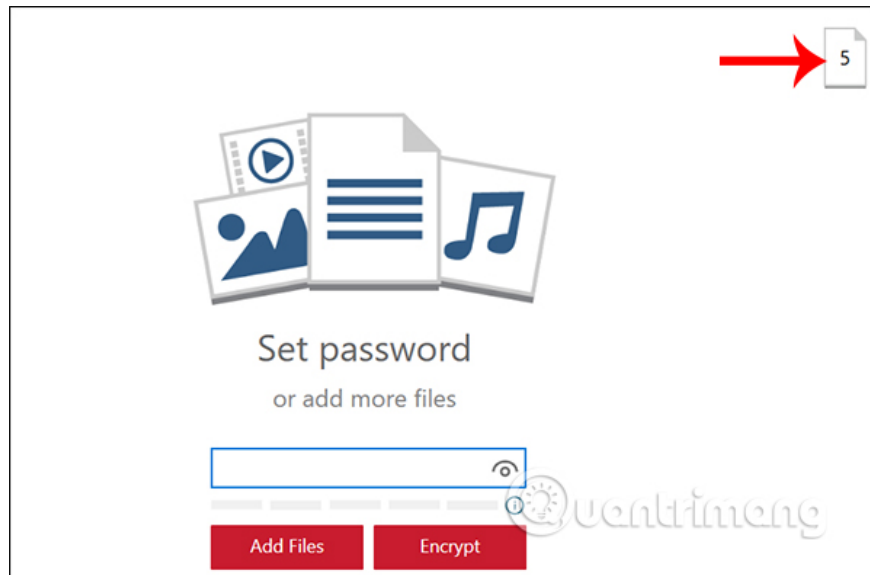 5
Set password
or add more files
Add Files
Encrypt
Quantrimang